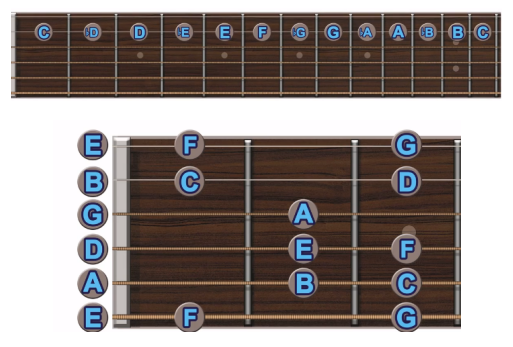 C ♭D D ♭E E F ♭G G ♭A A ♭B B C
E F G
B C D
G A
D E F
A B C
E F G